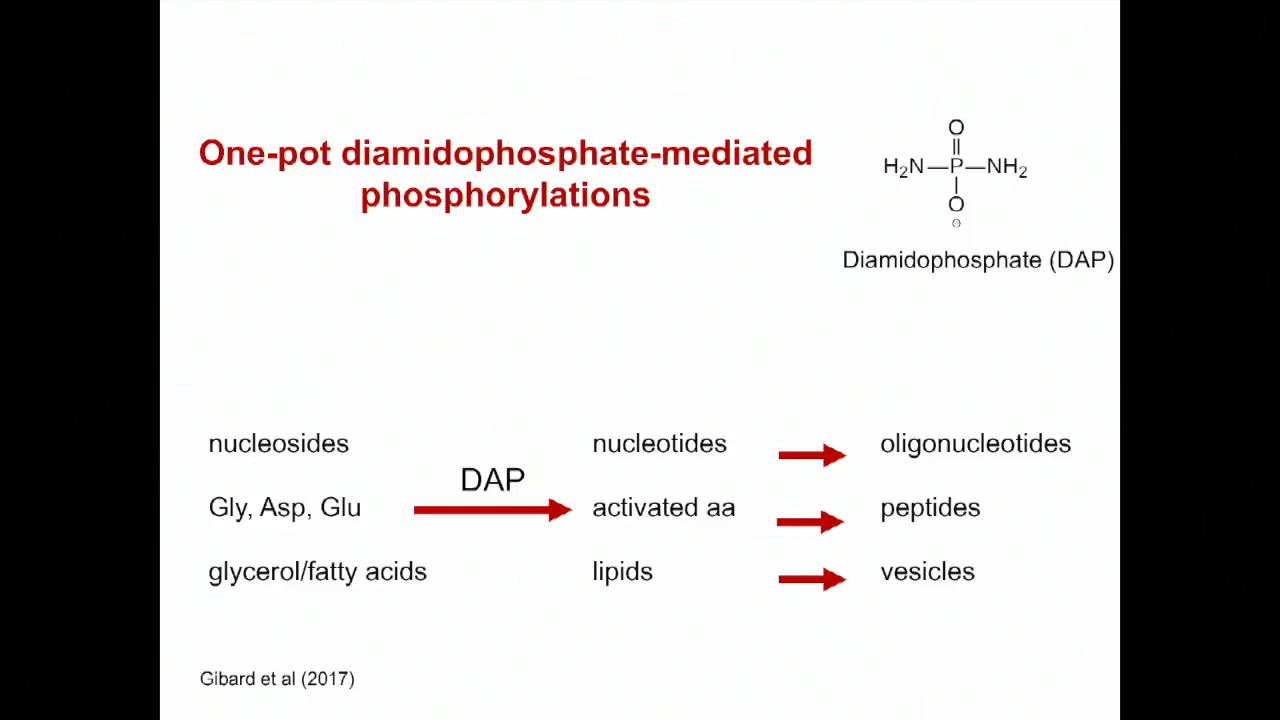 One-pot diamidophosphate-mediated
phosphorylations
O
H₂N—P—NH₂
O
⊖
Diamidophosphate (DAP)
nucleosides nucleotides oligonucleotides
DAP
Gly, Asp, Glu activated aa peptides
glycerol/fatty acids lipids vesicles
Gibard et al (2017)